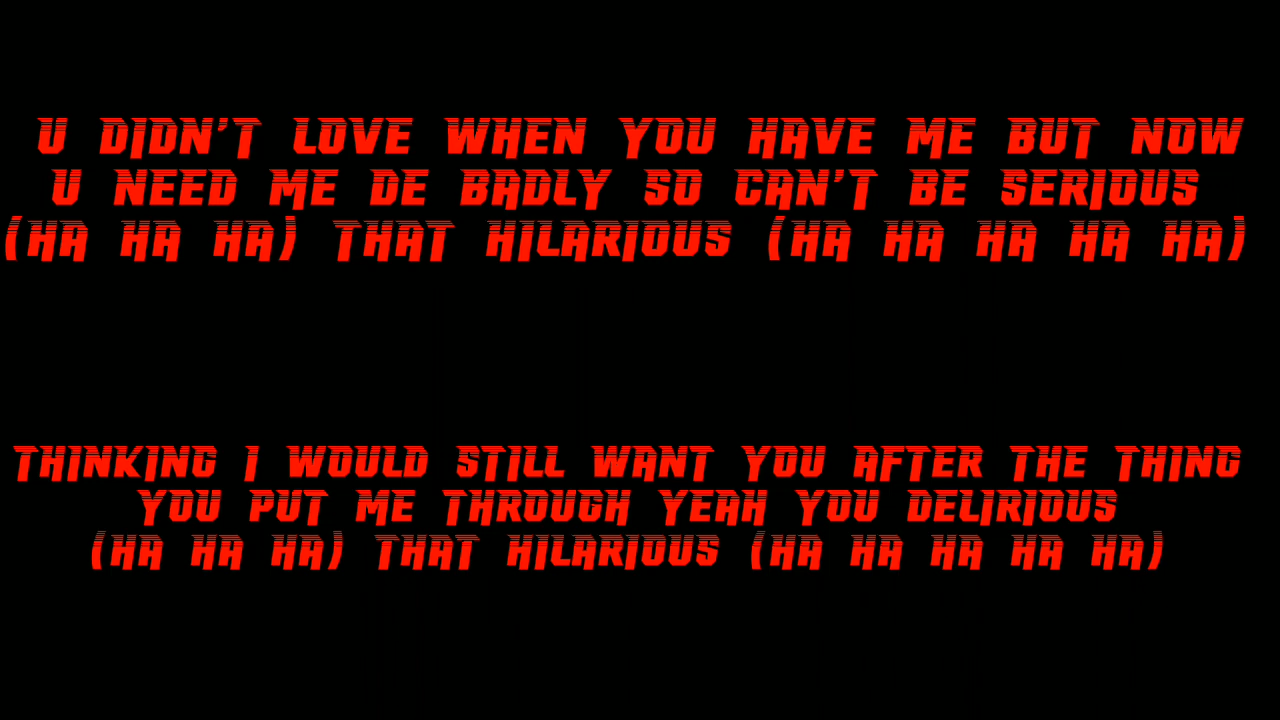 U DIDN'T LOVE WHEN YOU HAVE ME BUT NOW
U NEED ME DE BADLY SO CAN'T BE SERIOUS
(HA HA HA) THAT HILARIOUS (HA HA HA HA HA)
THINKING I WOULD STILL WANT YOU AFTER THE THING
YOU PUT ME THROUGH YEAH YOU DELIRIOUS
(HA HA HA) THAT HILARIOUS (HA HA HA HA HA)